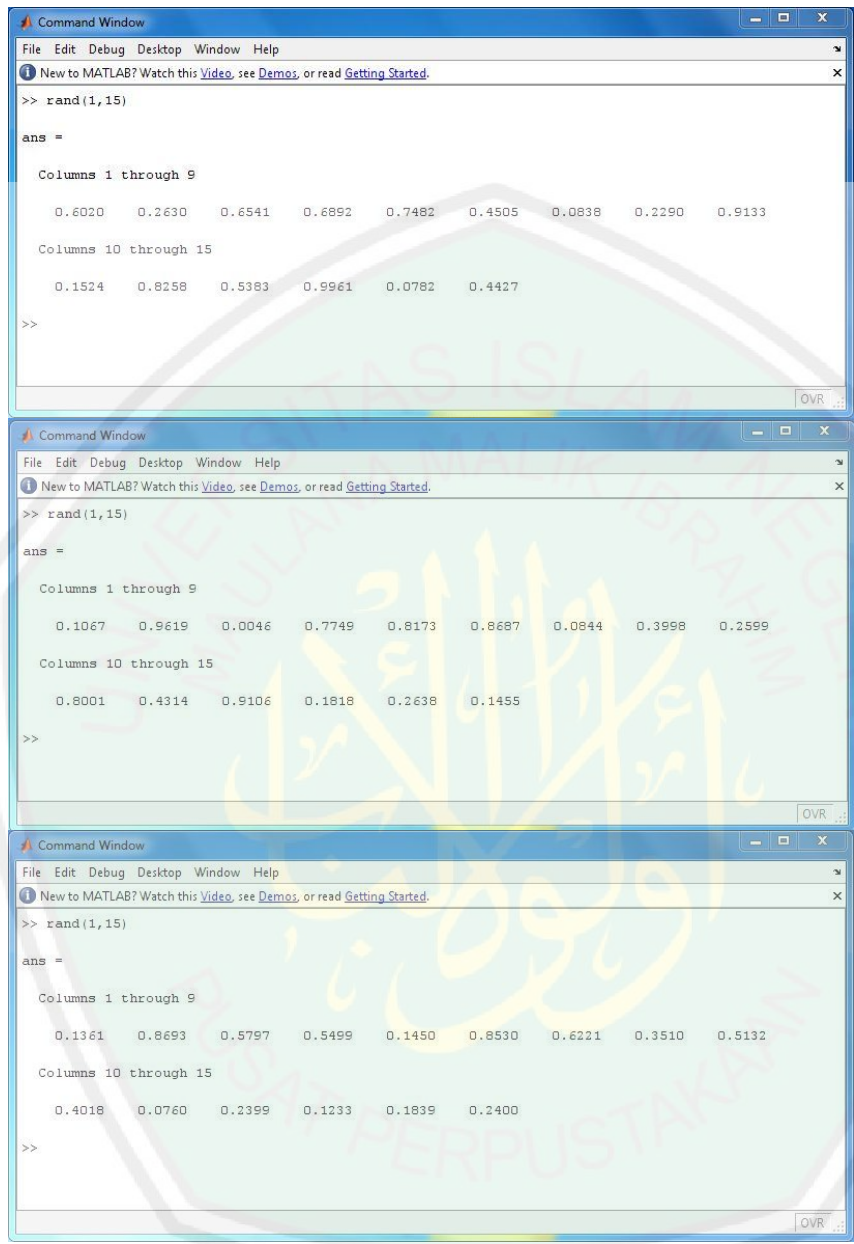 Command Window
File Edit Debug Desktop Window Help
New to MATLAB? Watch this Video, see Demos, or read Getting Started.
>> rand(1,15)
ans =
Columns 1 through 9
0.6020 0.2630 0.6541 0.6892 0.7482 0.4505 0.0838 0.2290 0.9133
Columns 10 through 15
0.1524 0.8258 0.5383 0.9961 0.0782 0.4427
>>
OVR
Command Window
File Edit Debug Desktop Window Help
New to MATLAB? Watch this Video, see Demos, or read Getting Started.
>> rand(1,15)
ans =
Columns 1 through 9
0.1067 0.9619 0.0046 0.7749 0.8173 0.8687 0.0844 0.3998 0.2599
Columns 10 through 15
0.8001 0.4314 0.9106 0.1818 0.2638 0.1455
>>
OVR
Command Window
File Edit Debug Desktop Window Help
New to MATLAB? Watch this Video, see Demos, or read Getting Started.
>> rand(1,15)
ans =
Columns 1 through 9
0.1361 0.8693 0.5797 0.5499 0.1450 0.8530 0.6221 0.3510 0.5132
Columns 10 through 15
0.4018 0.0760 0.2399 0.1233 0.1839 0.2400
>>
OVR
UNIVERSITAS ISLAM NEGERI
MAULANA MALIK IBRAHIM
PUSAT PERPUSTAKAAN